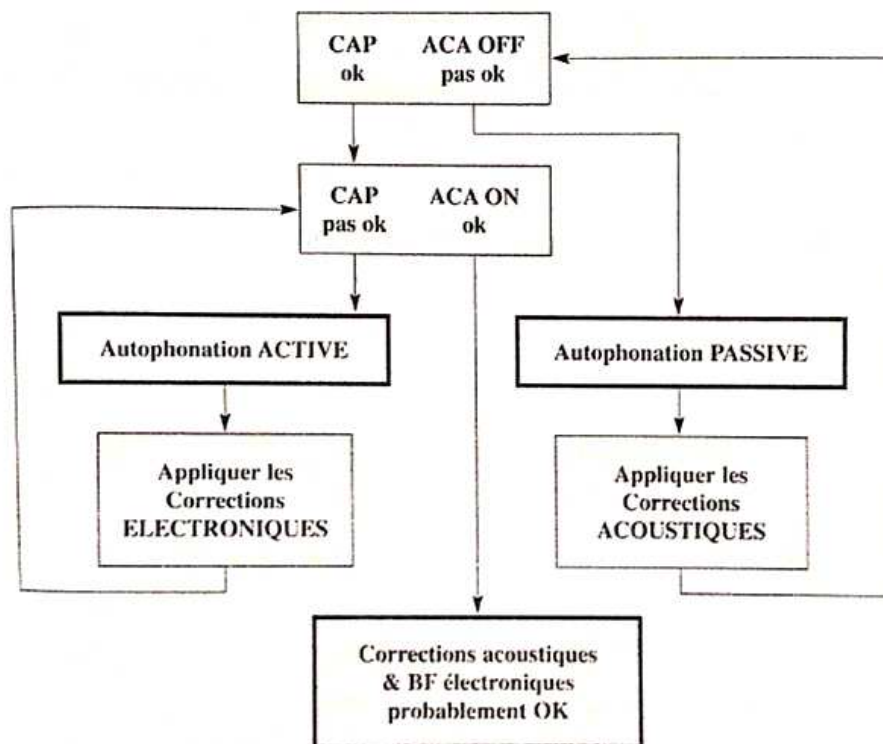 CAP ACA OFF
ok pas ok
CAP ACA ON
pas ok ok
Autophonation ACTIVE
Autophonation PASSIVE
Appliquer les
Corrections
ELECTRONIQUES
Appliquer les
Corrections
ACOUSTIQUES
Corrections acoustiques
& BF électroniques
probablement OK